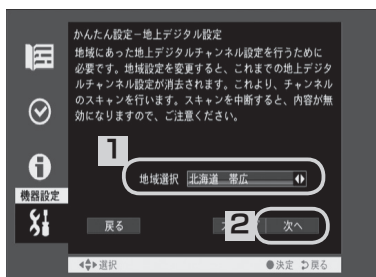 かんたん設定－地上デジタル設定
地域にあった地上デジタルチャンネル設定を行うために
必要です。地域設定を変更すると、これまでの地上デジタ
ルチャンネル設定が消去されます。これより、チャンネル
のスキャンを行います。スキャンを中断すると、内容が無
効になりますので、ご注意ください。
1
地域選択 北海道 帯広
機器設定
戻る 2 次へ
選択 決定 戻る